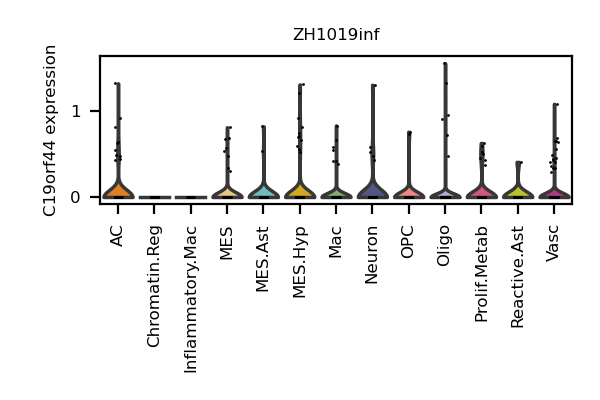 ZH1019inf
C19orf44 expression
1
0
AC
Chromatin.Reg
Inflammatory.Mac
MES
MES.Ast
MES.Hyp
Mac
Neuron
OPC
Oligo
Prolif.Metab
Reactive.Ast
Vasc